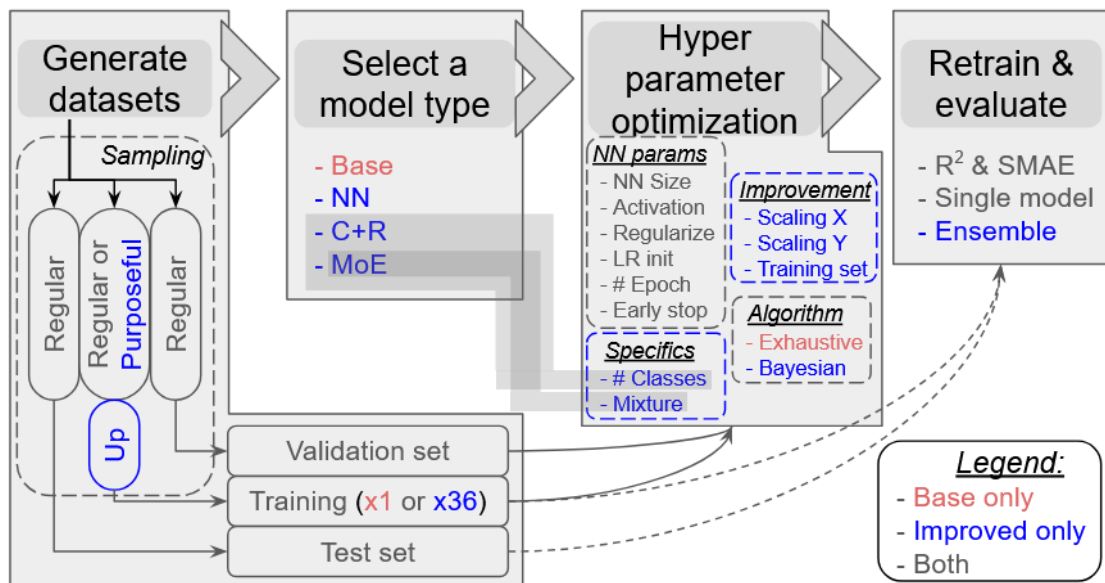 Generate
datasets
Sampling
Regular
Regular or
Purposeful
Regular
Up
Validation set
Training (x1 or x36)
Test set
Select a
model type
- Base
- NN
- C+R
- MoE
Hyper
parameter
optimization
NN params
- NN Size
- Activation
- Regularize
- LR init
- # Epoch
- Early stop
Improvement
- Scaling X
- Scaling Y
- Training set
Algorithm
- Exhaustive
- Bayesian
Specifics
- # Classes
- Mixture
Retrain &
evaluate
- R² & SMAE
- Single model
- Ensemble
Legend:
- Base only
- Improved only
- Both